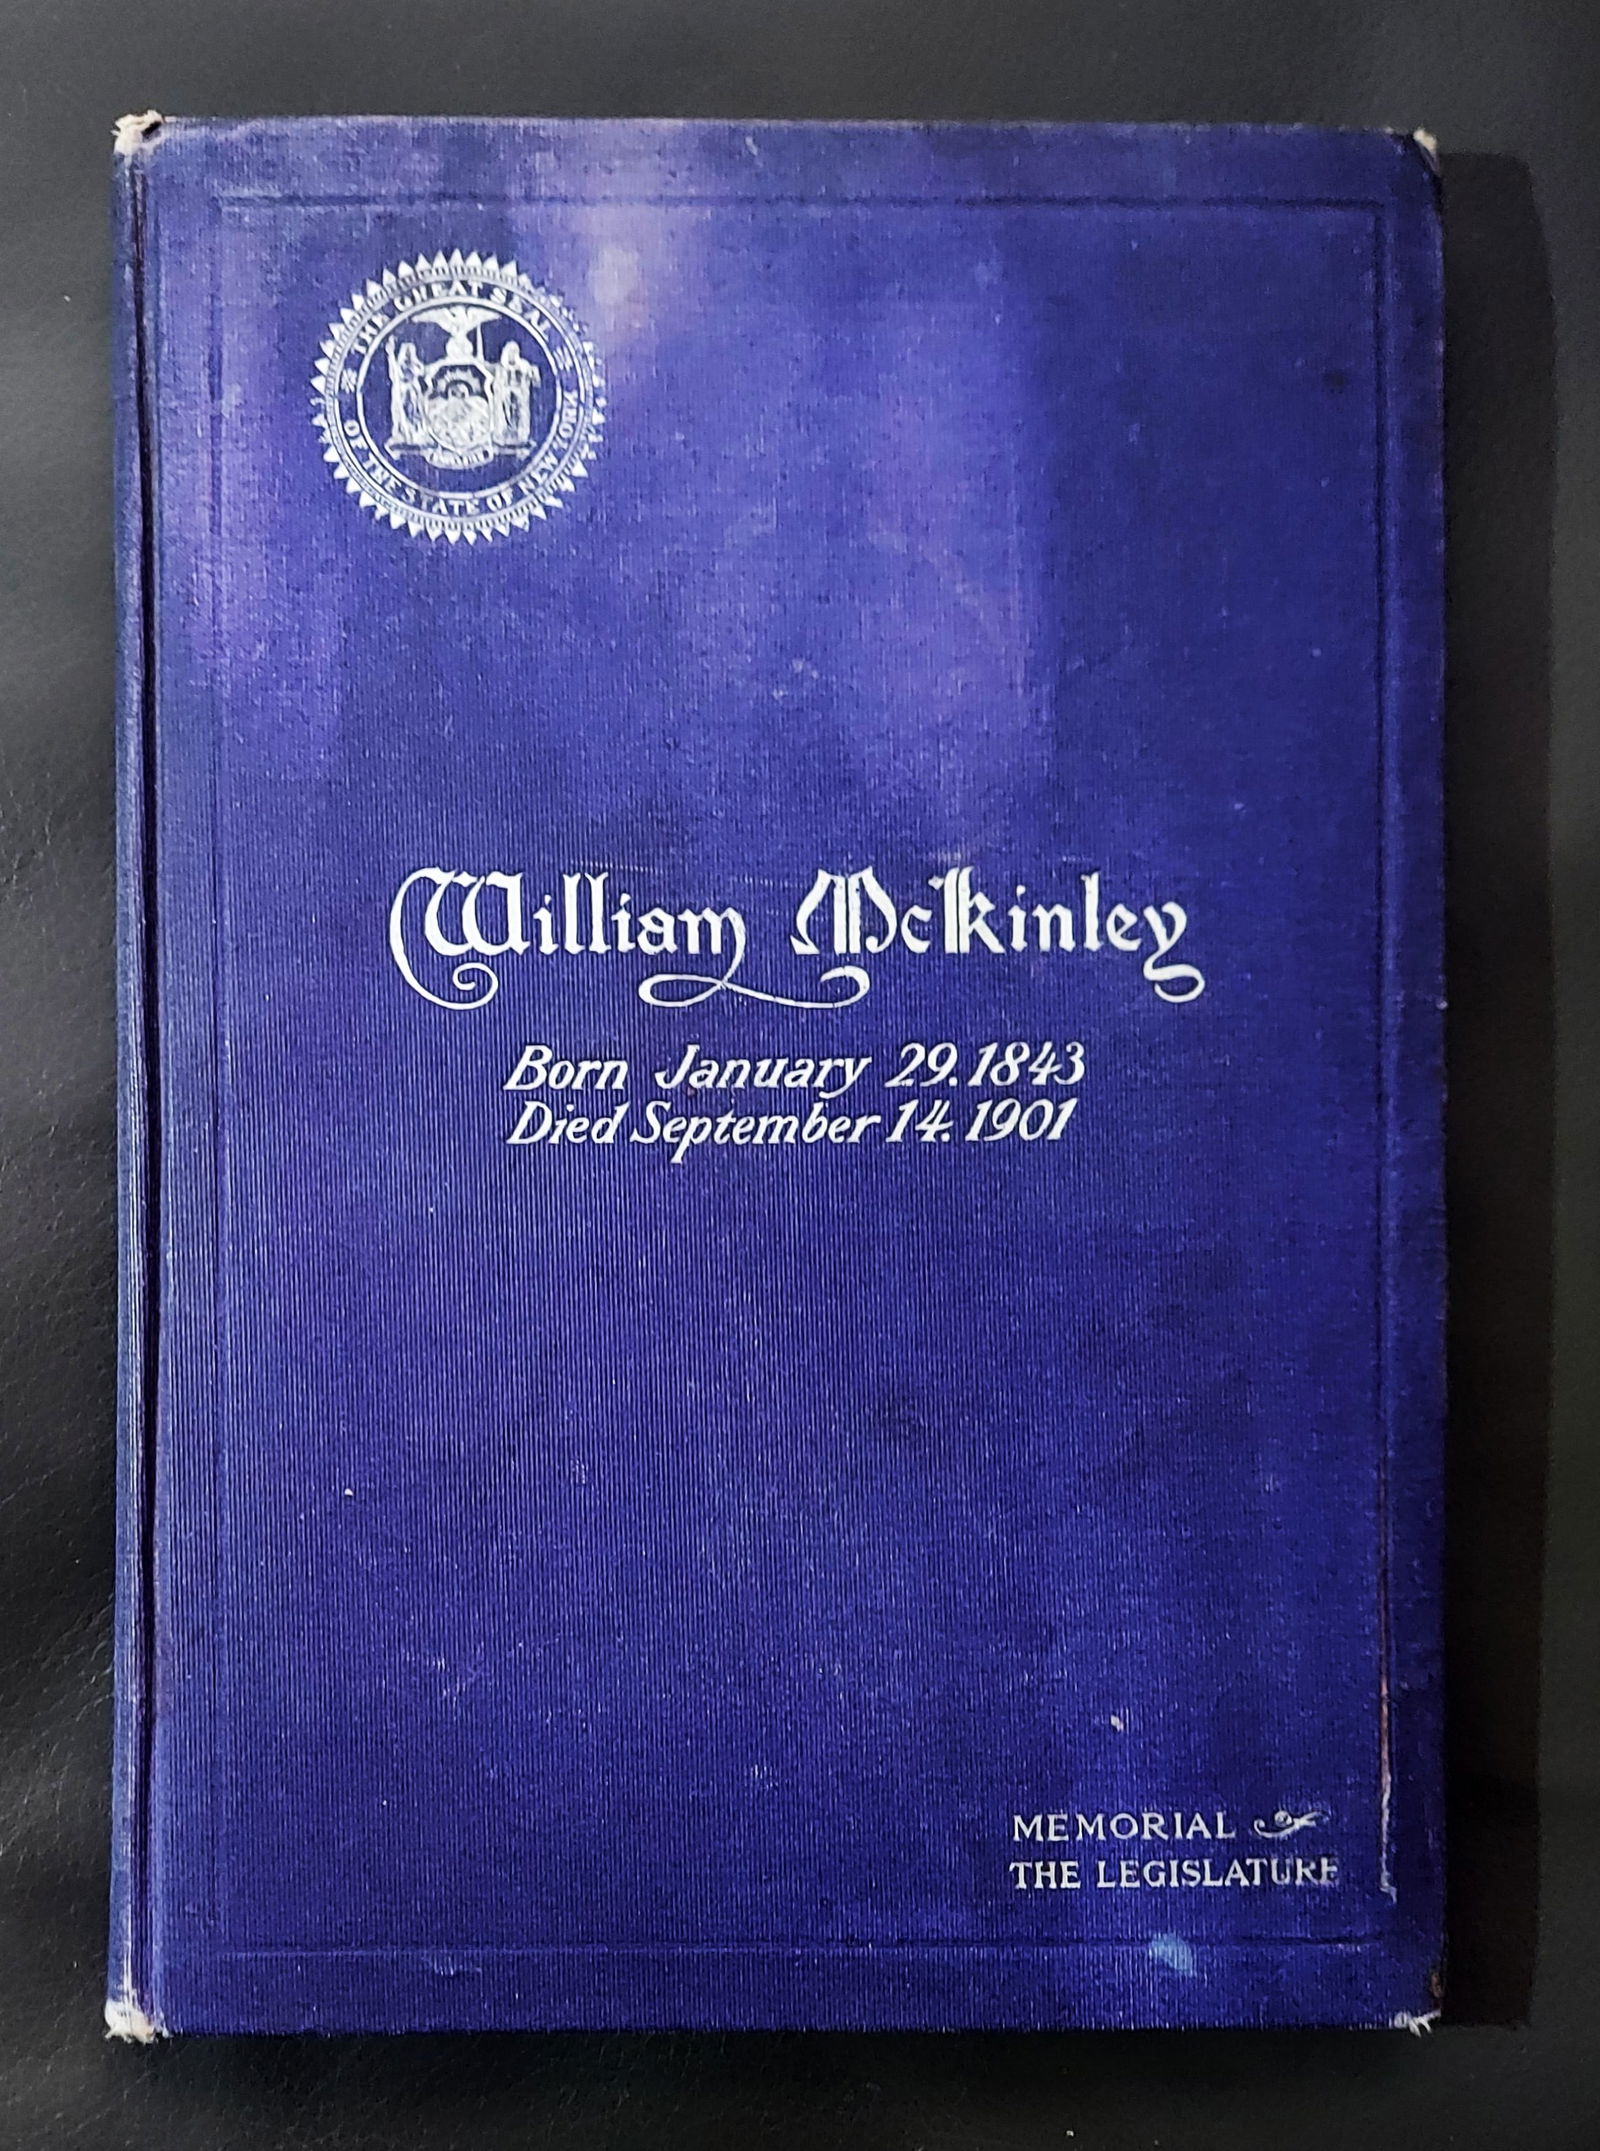 THE GREAT SEAL
OF THE STATE OF NEW YORK
William McKinley
Born January 29. 1843
Died September 14. 1901
MEMORIAL
THE LEGISLATURE